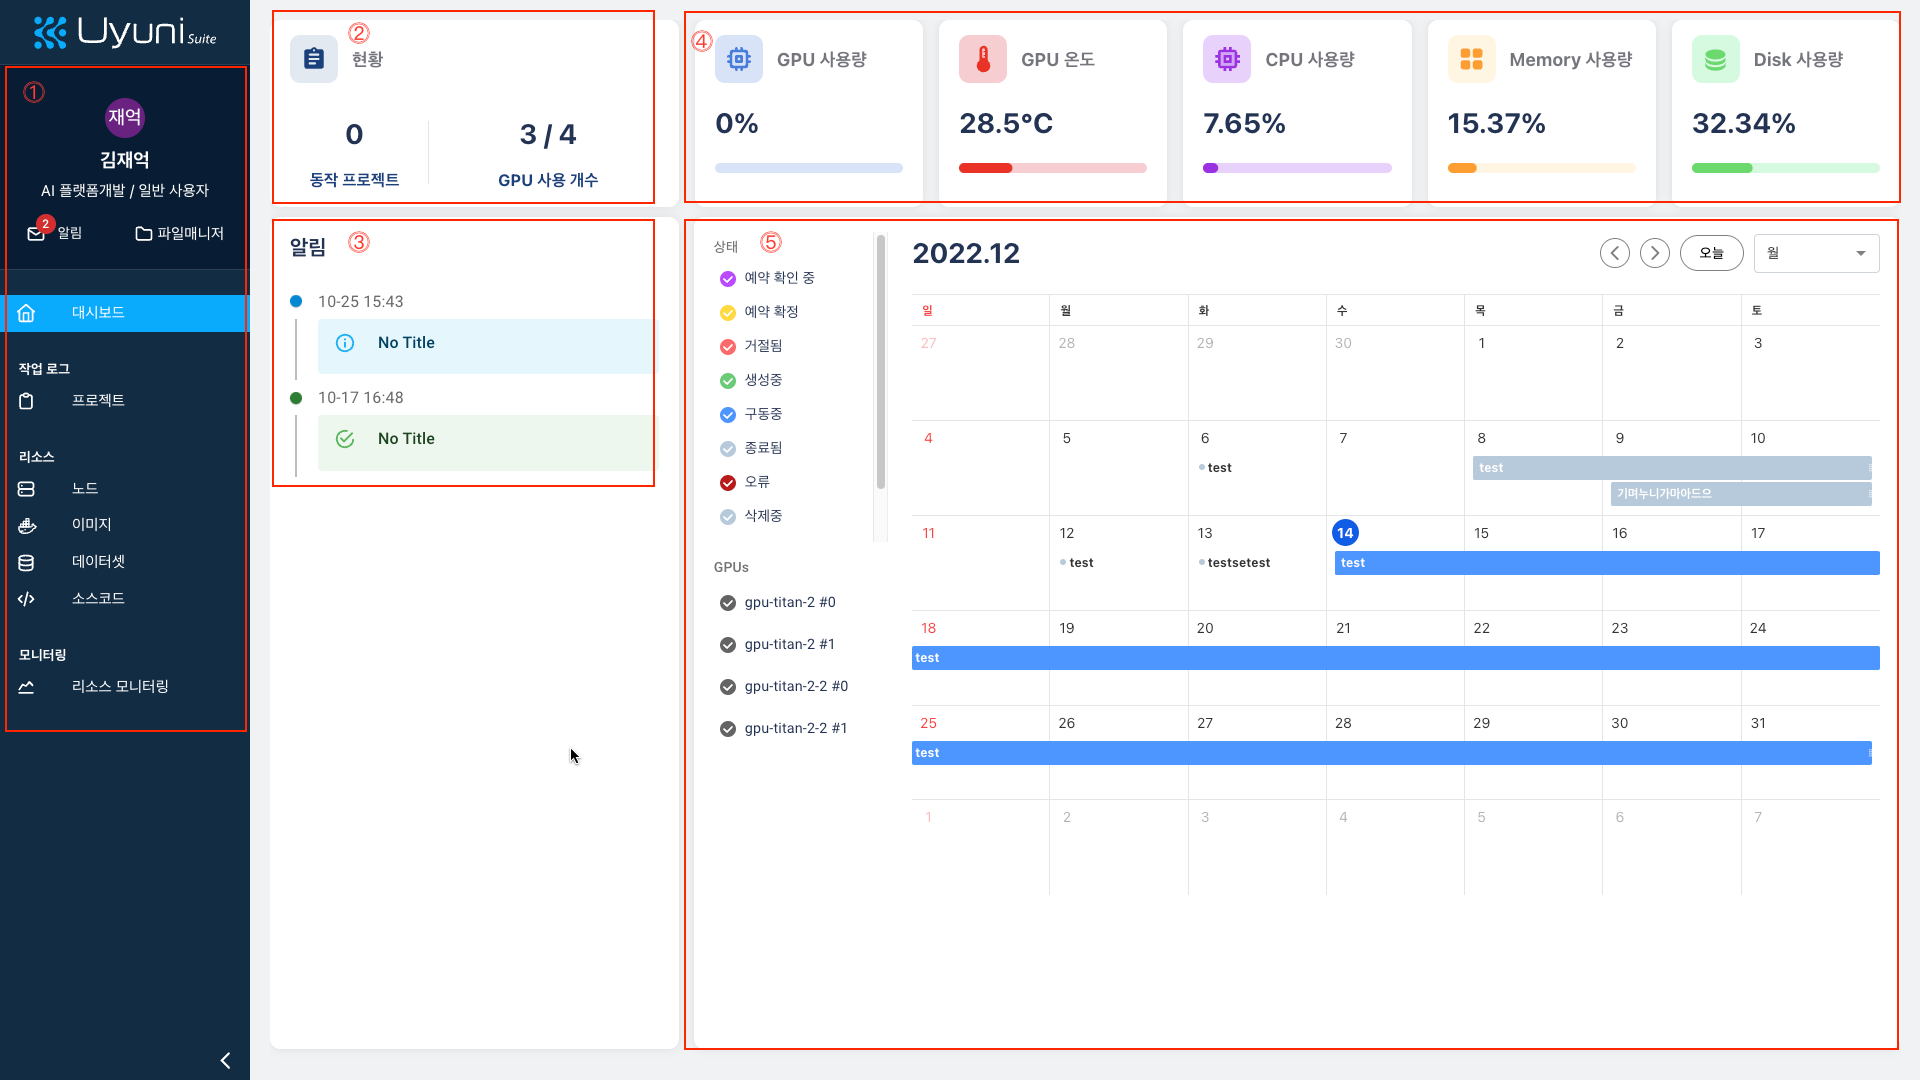 Uyuni Suite
①
재억
김재억
AI 플랫폼개발 / 일반 사용자
2
알림
파일매니저
대시보드
작업 로그
프로젝트
리소스
노드
이미지
데이터셋
소스코드
모니터링
리소스 모니터링
②
현황
0
동작 프로젝트
3 / 4
GPU 사용 개수
③
알림
10-25 15:43
No Title
10-17 16:48
No Title
④
GPU 사용량
0%
GPU 온도
28.5°C
CPU 사용량
7.65%
Memory 사용량
15.37%
Disk 사용량
32.34%
⑤
상태
예약 확인 중
예약 확정
거절됨
생성중
구동중
종료됨
오류
삭제중
GPUs
gpu-titan-2 #0
gpu-titan-2 #1
gpu-titan-2-2 #0
gpu-titan-2-2 #1
2022.12
오늘
월
일 월 화 수 목 금 토
27 28 29 30 1 2 3
4 5 6 7 8 9 10
test
test
기며누니가마아드으
11 12 13 14 15 16 17
test
testsetest
test
18 19 20 21 22 23 24
test
25 26 27 28 29 30 31
test
1 2 3 4 5 6 7